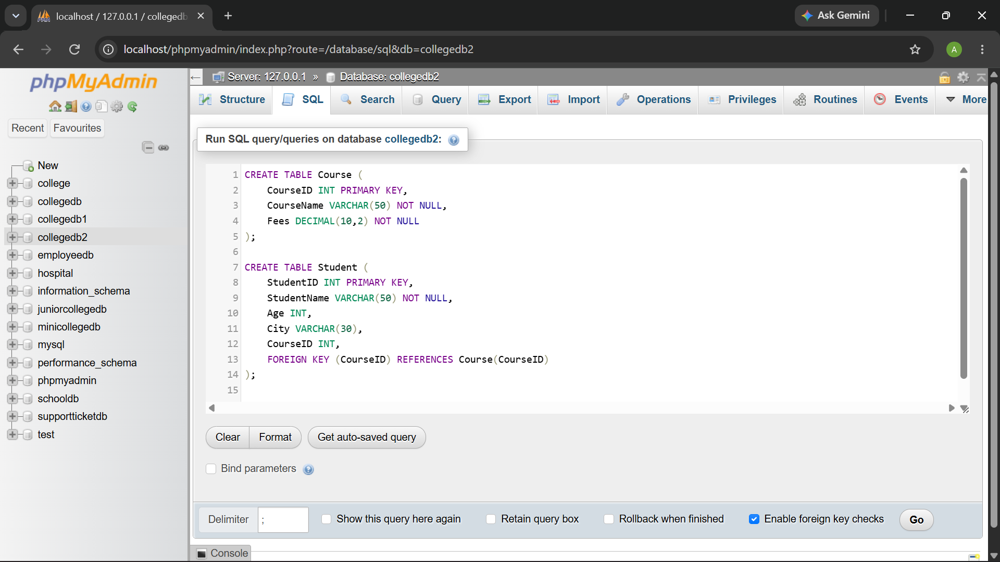 localhost / 127.0.0.1 / collegedb
Ask Gemini
localhost/phpmyadmin/index.php?route=/database/sql&db=collegedb2
A
phpMyAdmin
Recent Favourites
New
college
collegedb
collegedb1
collegedb2
employeedb
hospital
information_schema
juniorcollegedb
minicollegedb
mysql
performance_schema
phpmyadmin
schooldb
supportticketdb
test
Server: 127.0.0.1 » Database: collegedb2
Structure SQL Search Query Export Import Operations Privileges Routines Events More
Run SQL query/queries on database collegedb2:
1 CREATE TABLE Course (
2 CourseID INT PRIMARY KEY,
3 CourseName VARCHAR(50) NOT NULL,
4 Fees DECIMAL(10,2) NOT NULL
5 );
6
7 CREATE TABLE Student (
8 StudentID INT PRIMARY KEY,
9 StudentName VARCHAR(50) NOT NULL,
10 Age INT,
11 City VARCHAR(30),
12 CourseID INT,
13 FOREIGN KEY (CourseID) REFERENCES Course(CourseID)
14 );
15
Clear Format Get auto-saved query
Bind parameters
Delimiter ; Show this query here again Retain query box Rollback when finished Enable foreign key checks Go
Console